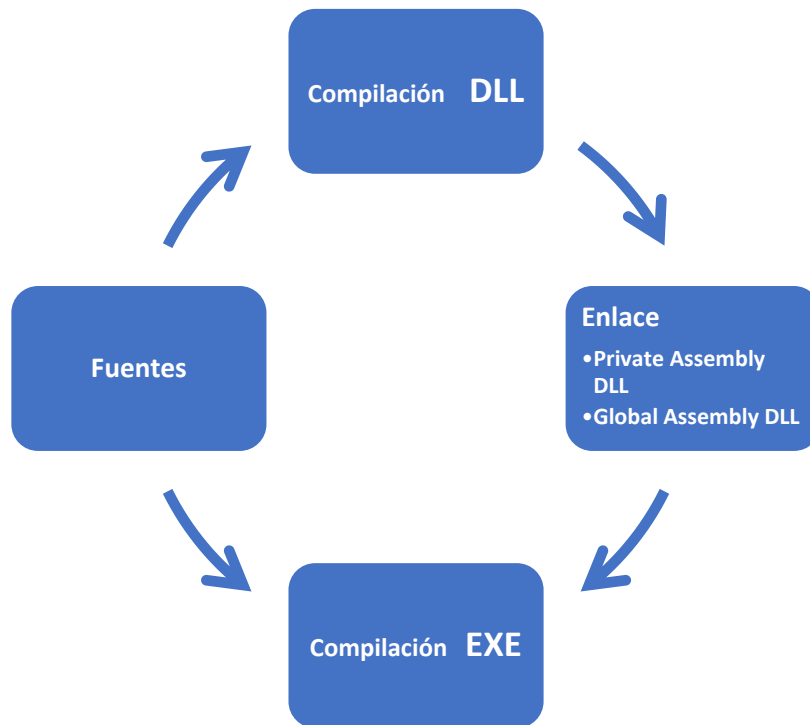 Compilación DLL
Fuentes
Enlace
•Private Assembly
DLL
•Global Assembly DLL
Compilación EXE